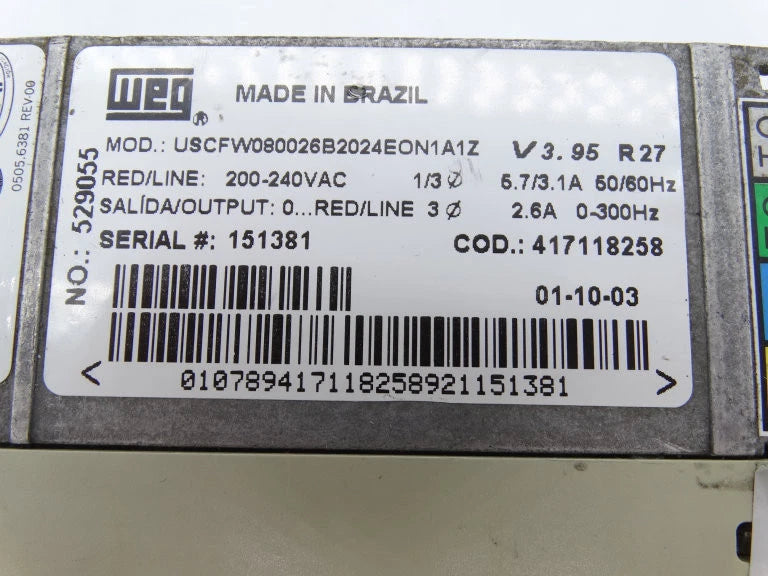 weg
®
MADE IN BRAZIL
MOD.: USCFW080026B2024EON1A1Z V 3.95 R27
RED/LINE: 200-240VAC 1/3 Ø 5.7/3.1A 50/60Hz
SALÍDA/OUTPUT: 0...RED/LINE 3 Ø 2.6A 0-300Hz
SERIAL #: 151381 COD.: 417118258
NO.: 529055
01-10-03
< 010789417118258921151381 >
0505.6381 REV-00